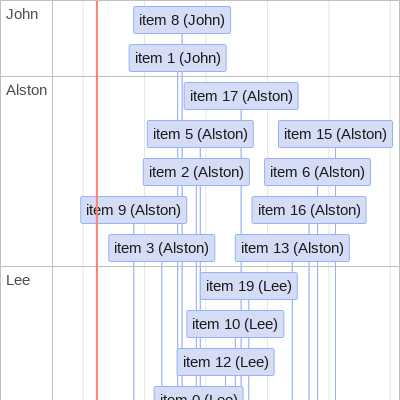 John
item 8 (John)
item 1 (John)
Alston
item 17 (Alston)
item 5 (Alston)
item 15 (Alston)
item 2 (Alston)
item 6 (Alston)
item 9 (Alston)
item 16 (Alston)
item 3 (Alston)
item 13 (Alston)
Lee
item 19 (Lee)
item 10 (Lee)
item 12 (Lee)
item 0 (Lee)